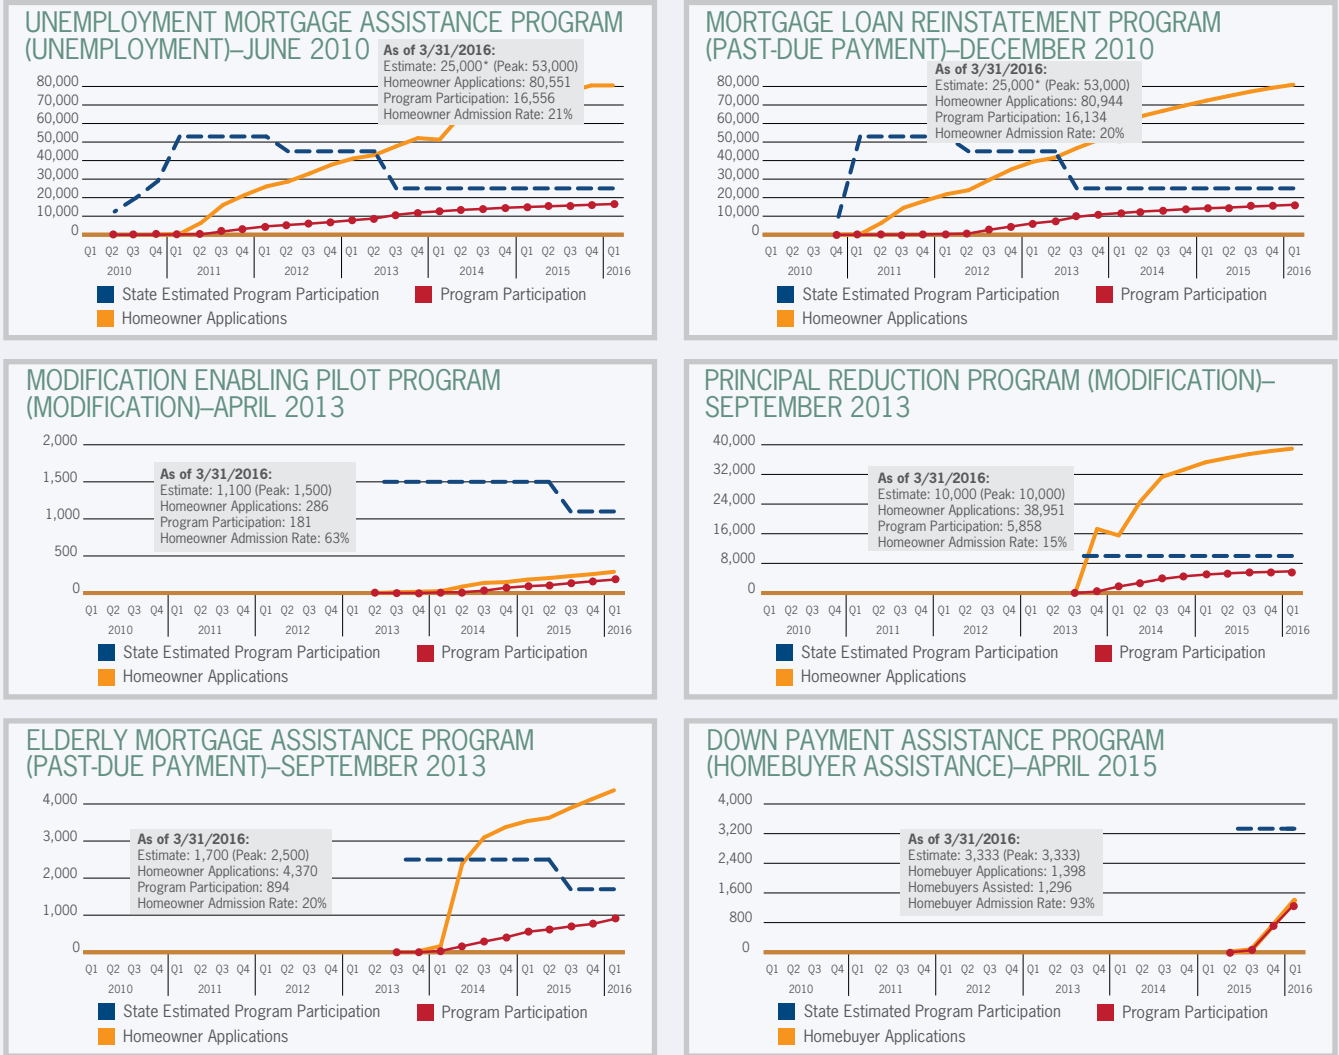 UNEMPLOYMENT MORTGAGE ASSISTANCE PROGRAM
(UNEMPLOYMENT)–JUNE 2010
As of 3/31/2016:
Estimate: 25,000* (Peak: 53,000)
Homeowner Applications: 80,551
Program Participation: 16,556
Homeowner Admission Rate: 21%
80,000
70,000
60,000
50,000
40,000
30,000
20,000
10,000
0
Q1 Q2 Q3 Q4 Q1 Q2 Q3 Q4 Q1 Q2 Q3 Q4 Q1 Q2 Q3 Q4 Q1 Q2 Q3 Q4 Q1 Q2 Q3 Q4 Q1
2010 2011 2012 2013 2014 2015 2016
State Estimated Program Participation Program Participation
Homeowner Applications
MORTGAGE LOAN REINSTATEMENT PROGRAM
(PAST-DUE PAYMENT)–DECEMBER 2010
As of 3/31/2016:
Estimate: 25,000* (Peak: 53,000)
Homeowner Applications: 80,944
Program Participation: 16,134
Homeowner Admission Rate: 20%
80,000
70,000
60,000
50,000
40,000
30,000
20,000
10,000
0
Q1 Q2 Q3 Q4 Q1 Q2 Q3 Q4 Q1 Q2 Q3 Q4 Q1 Q2 Q3 Q4 Q1 Q2 Q3 Q4 Q1 Q2 Q3 Q4 Q1
2010 2011 2012 2013 2014 2015 2016
State Estimated Program Participation Program Participation
Homeowner Applications
MODIFICATION ENABLING PILOT PROGRAM
(MODIFICATION)–APRIL 2013
2,000
1,500
1,000
500
0
As of 3/31/2016:
Estimate: 1,100 (Peak: 1,500)
Homeowner Applications: 286
Program Participation: 181
Homeowner Admission Rate: 63%
Q1 Q2 Q3 Q4 Q1 Q2 Q3 Q4 Q1 Q2 Q3 Q4 Q1 Q2 Q3 Q4 Q1 Q2 Q3 Q4 Q1 Q2 Q3 Q4 Q1
2010 2011 2012 2013 2014 2015 2016
State Estimated Program Participation Program Participation
Homeowner Applications
PRINCIPAL REDUCTION PROGRAM (MODIFICATION)–
SEPTEMBER 2013
40,000
32,000
24,000
16,000
8,000
0
As of 3/31/2016:
Estimate: 10,000 (Peak: 10,000)
Homeowner Applications: 38,951
Program Participation: 5,858
Homeowner Admission Rate: 15%
Q1 Q2 Q3 Q4 Q1 Q2 Q3 Q4 Q1 Q2 Q3 Q4 Q1 Q2 Q3 Q4 Q1 Q2 Q3 Q4 Q1 Q2 Q3 Q4 Q1
2010 2011 2012 2013 2014 2015 2016
State Estimated Program Participation Program Participation
Homeowner Applications
ELDERLY MORTGAGE ASSISTANCE PROGRAM
(PAST-DUE PAYMENT)–SEPTEMBER 2013
4,000
3,000
2,000
1,000
0
As of 3/31/2016:
Estimate: 1,700 (Peak: 2,500)
Homeowner Applications: 4,370
Program Participation: 894
Homeowner Admission Rate: 20%
Q1 Q2 Q3 Q4 Q1 Q2 Q3 Q4 Q1 Q2 Q3 Q4 Q1 Q2 Q3 Q4 Q1 Q2 Q3 Q4 Q1 Q2 Q3 Q4 Q1
2010 2011 2012 2013 2014 2015 2016
State Estimated Program Participation Program Participation
Homeowner Applications
DOWN PAYMENT ASSISTANCE PROGRAM
(HOMEBUYER ASSISTANCE)–APRIL 2015
4,000
3,200
2,400
1,600
800
0
As of 3/31/2016:
Estimate: 3,333 (Peak: 3,333)
Homebuyer Applications: 1,398
Homebuyers Assisted: 1,296
Homebuyer Admission Rate: 93%
Q1 Q2 Q3 Q4 Q1 Q2 Q3 Q4 Q1 Q2 Q3 Q4 Q1 Q2 Q3 Q4 Q1 Q2 Q3 Q4 Q1 Q2 Q3 Q4 Q1
2010 2011 2012 2013 2014 2015 2016
State Estimated Program Participation Program Participation
Homebuyer Applications